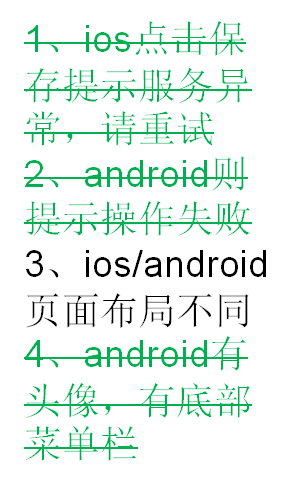 1、ios点击保
存提示服务异
常，请重试
2、android则
提示操作失败
3、ios/android
页面布局不同
4、android有
头像，有底部
菜单栏